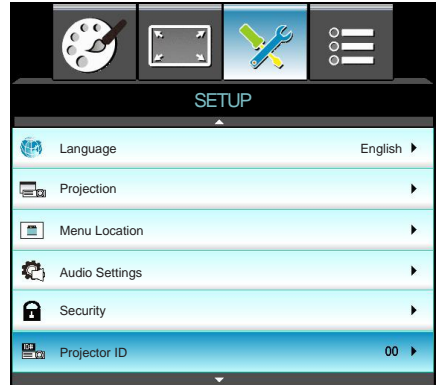 SETUP
Language English
Projection
Menu Location
Audio Settings
Security
Projector ID 00